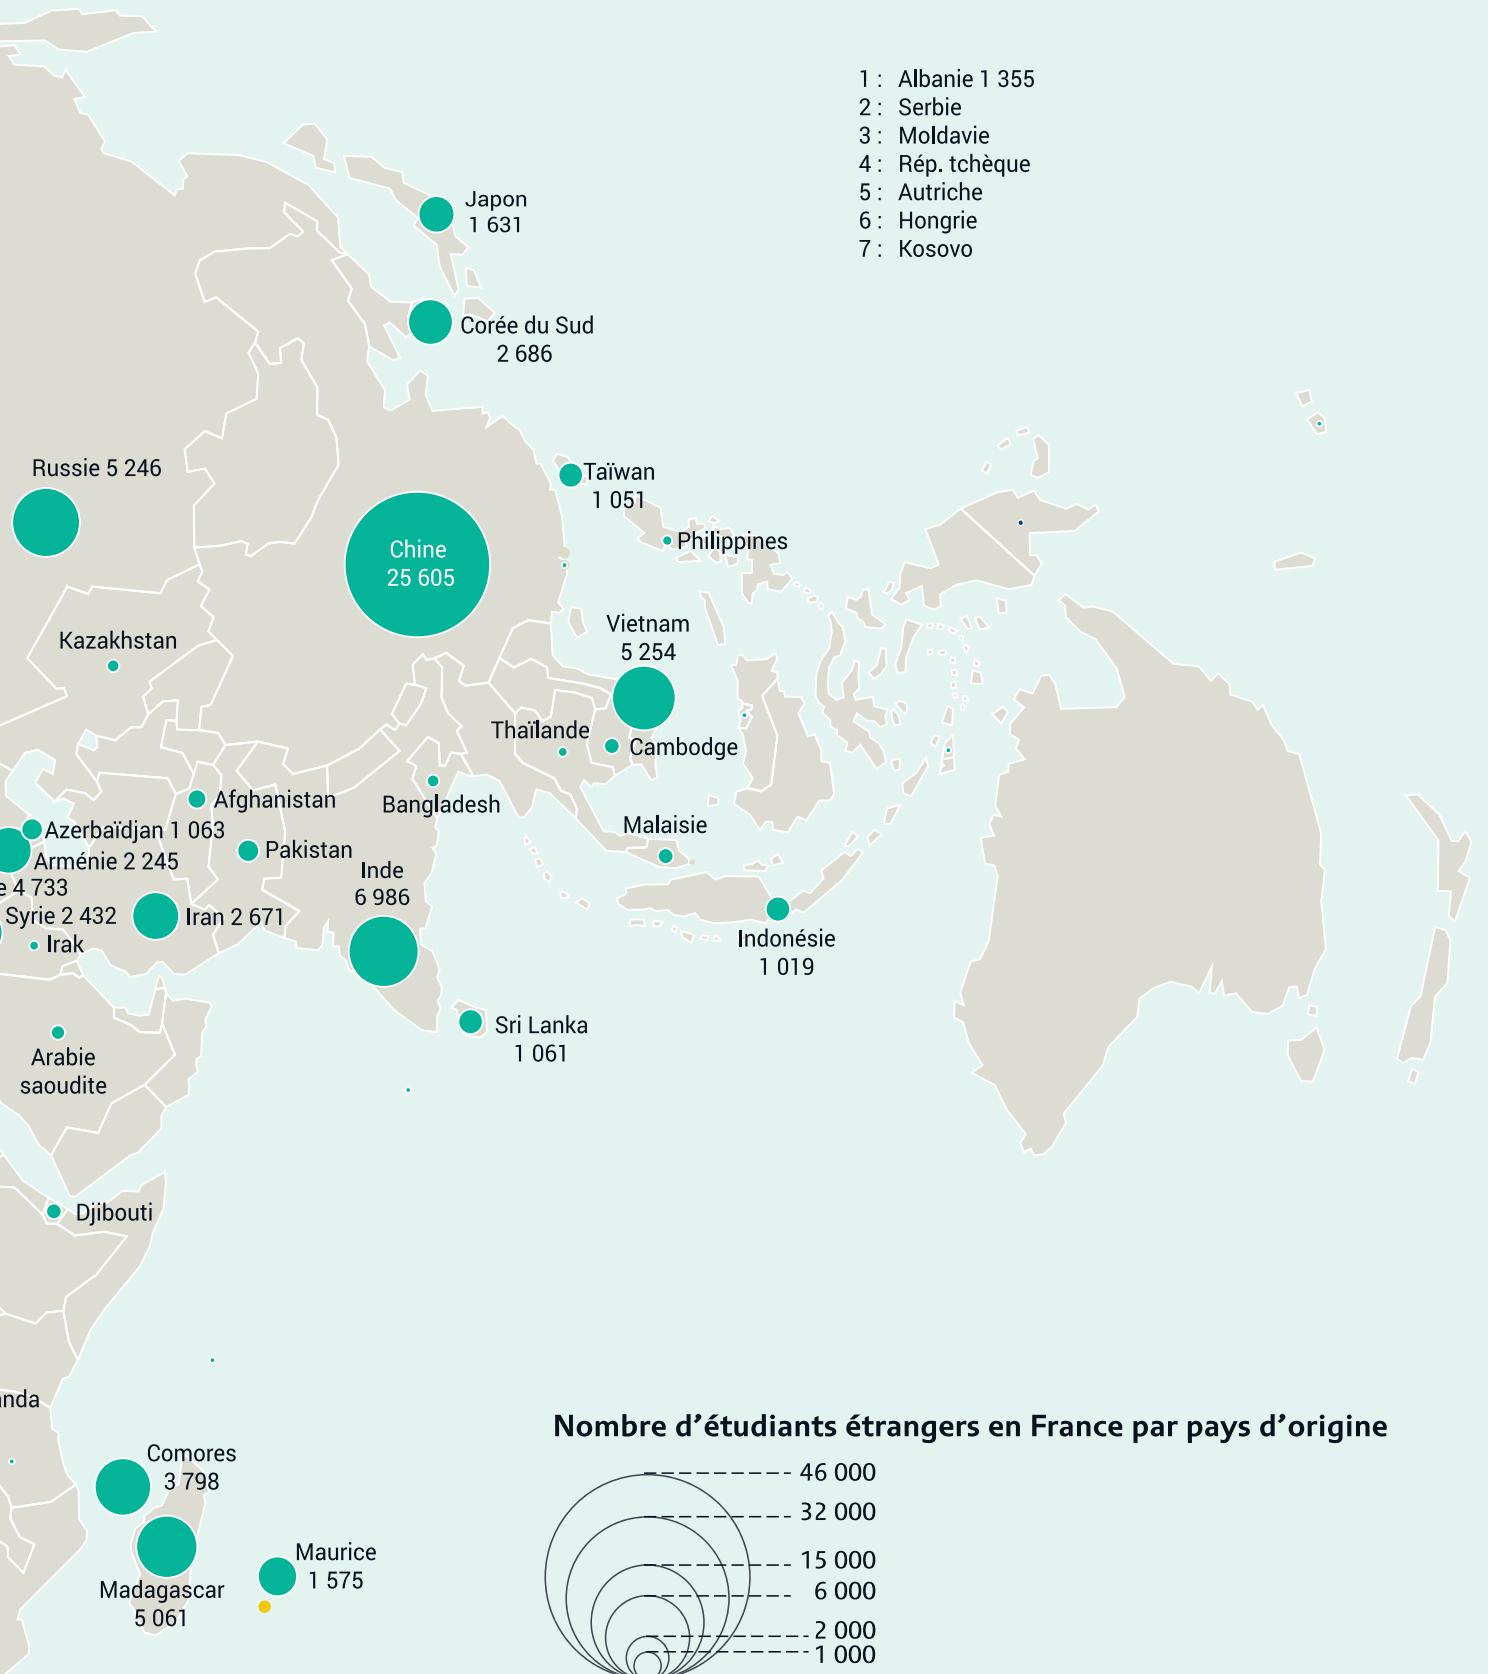 1 : Albanie 1 355
2 : Serbie
3 : Moldavie
4 : Rép. tchèque
5 : Autriche
6 : Hongrie
7 : Kosovo
Japon
1 631
Corée du Sud
2 686
Russie 5 246
Taïwan
1 051
Chine
25 605
Philippines
Kazakhstan
Vietnam
5 254
Thaïlande
Cambodge
Afghanistan
Bangladesh
Azerbaïdjan 1 063
Malaisie
Arménie 2 245
Pakistan
Inde
6 986
e 4 733
Syrie 2 432
Iran 2 671
Irak
Indonésie
1 019
Sri Lanka
1 061
Arabie
saoudite
Djibouti
anda
Comores
3 798
Madagascar
5 061
Maurice
1 575
Nombre d'étudiants étrangers en France par pays d'origine
46 000
32 000
15 000
6 000
2 000
1 000